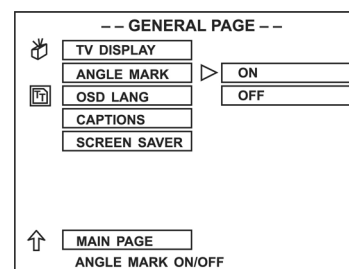 -- GENERAL PAGE --
TV DISPLAY
ANGLE MARK ON
OSD LANG OFF
CAPTIONS
SCREEN SAVER
MAIN PAGE
ANGLE MARK ON/OFF